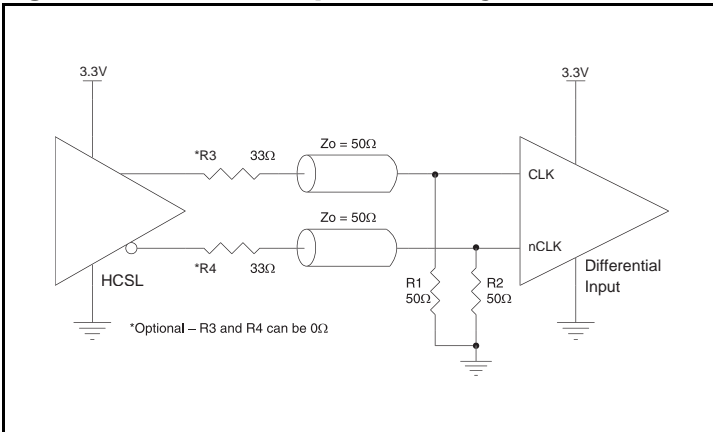 3.3V
3.3V
*R3 33Ω
Zo = 50Ω
CLK
Zo = 50Ω
nCLK
*R4 33Ω
HCSL
R1
50Ω
R2
50Ω
Differential
Input
*Optional – R3 and R4 can be 0Ω